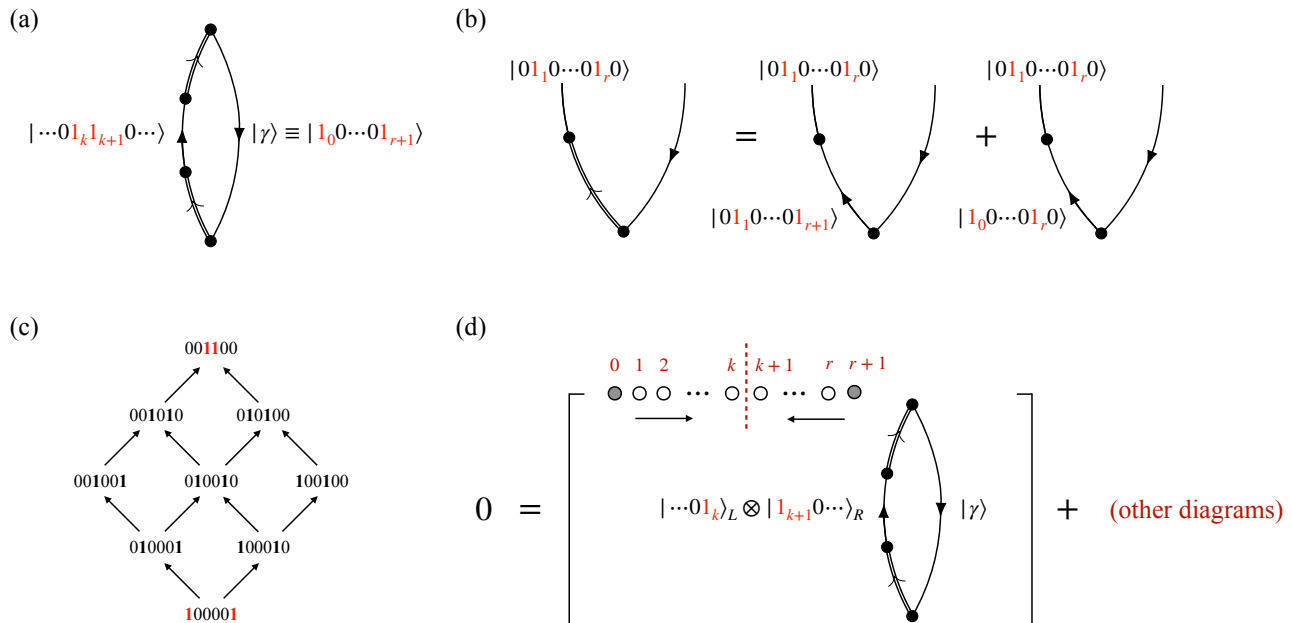 (a)
| ⋯01ₖ1ₖ₊₁0⋯⟩
|γ⟩ ≡ |1₀0⋯01ᵣ₊₁⟩
(b)
|01₁0⋯01ᵣ0⟩
=
|01₁0⋯01ᵣ0⟩
+
|01₁0⋯01ᵣ0⟩
|01₁0⋯01ᵣ₊₁⟩
|1₀0⋯01ᵣ0⟩
(c)
001100
001010 010100
001001 010010 100100
010001 100010
100001
(d)
0 1 2 k k + 1 r r + 1
⋯ ⋯
0 = | ⋯01ₖ⟩_L ⊗ |1ₖ₊₁0⋯⟩_R |γ⟩ + (other diagrams)